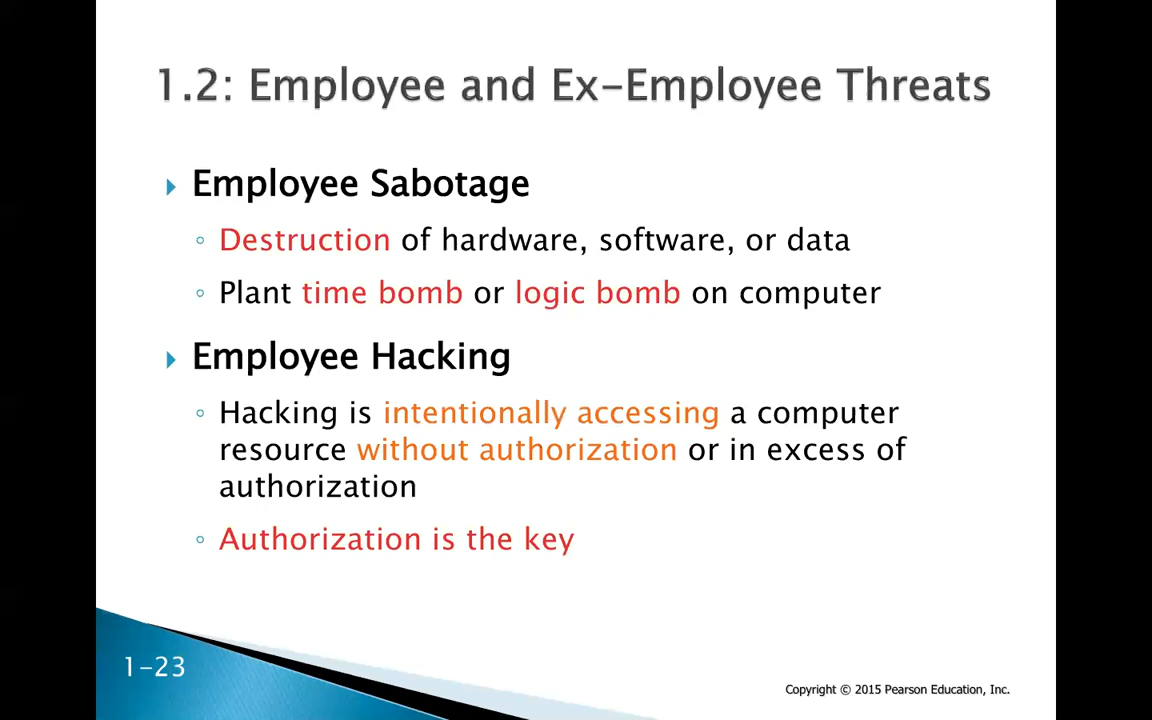 1.2: Employee and Ex-Employee Threats
Employee Sabotage
Destruction of hardware, software, or data
Plant time bomb or logic bomb on computer
Employee Hacking
Hacking is intentionally accessing a computer
resource without authorization or in excess of
authorization
Authorization is the key
1-23
Copyright © 2015 Pearson Education, Inc.